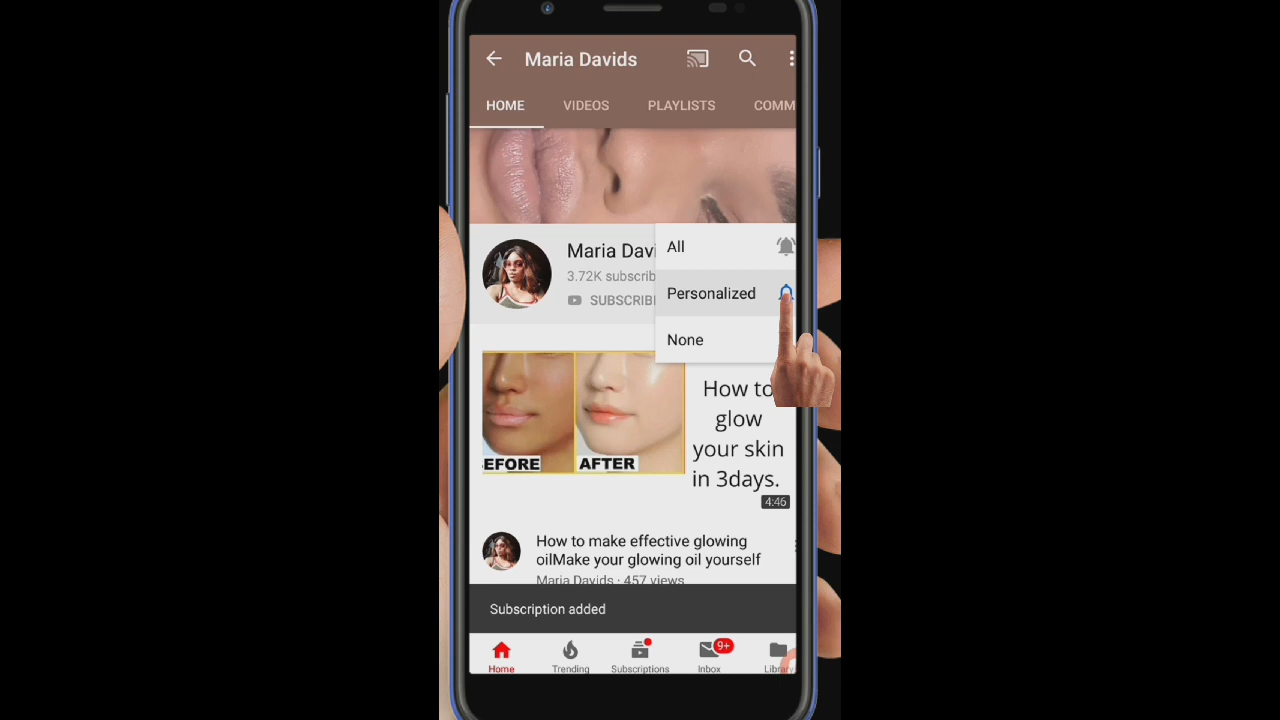 Maria Davids
HOME VIDEOS PLAYLISTS COMM
Maria Davi
3.72K subscrib
SUBSCRIBE
All
Personalized
None
How to
glow
your skin
in 3days.
EFORE AFTER
4:46
How to make effective glowing
oilMake your glowing oil yourself
Maria Davids · 457 views
Subscription added
9+
Home Trending Subscriptions Inbox Library